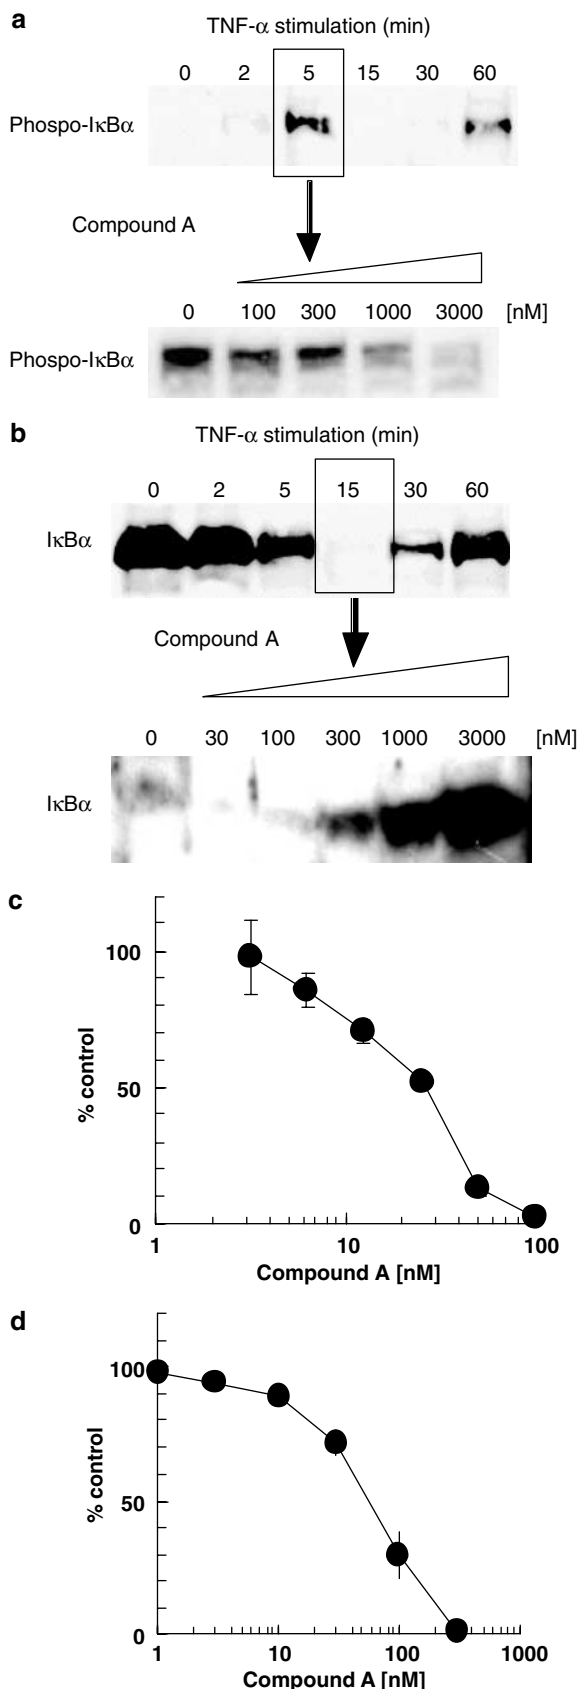 a
TNF-α stimulation (min)
0 2 5 15 30 60
Phospo-IκBα
Compound A
0 100 300 1000 3000 [nM]
Phospo-IκBα
b
TNF-α stimulation (min)
0 2 5 15 30 60
IκBα
Compound A
0 30 100 300 1000 3000 [nM]
IκBα
c
100
50
0
% control
1 10 100
Compound A [nM]
d
100
50
0
% control
1 10 100 1000
Compound A [nM]